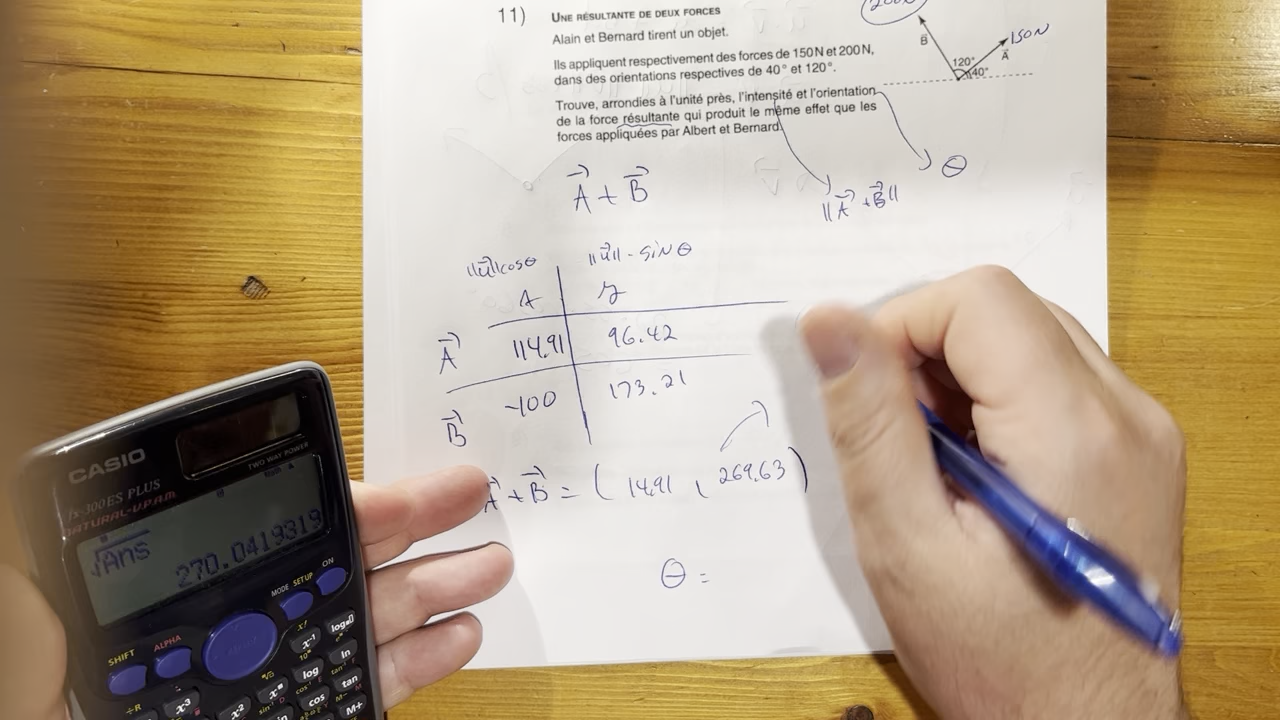 11) UNE RÉSULTANTE DE DEUX FORCES
Alain et Bernard tirent un objet.
Ils appliquent respectivement des forces de 150 N et 200 N,
dans des orientations respectives de 40° et 120°.
Trouve, arrondies à l'unité près, l'intensité et l'orientation
de la force résultante qui produit le même effet que les
forces appliquées par Albert et Bernard.
B⃗
150N
A⃗
120°
40°
θ
A⃗ + B⃗
||A⃗ + B⃗||
||u⃗|| cos θ
||u⃗|| · sin θ
y
A⃗ 114.91 96.42
B⃗ -100 173.21
A⃗ + B⃗ = ( 14.91 , 269.63 )
θ =
CASIO
TWO WAY POWER
fx-300ES PLUS
NATURAL-V.P.A.M.
√Ans
270.0419319
MODE SETUP ON
SHIFT ALPHA
x! x⁻¹ log
log ln
cos tan
M+